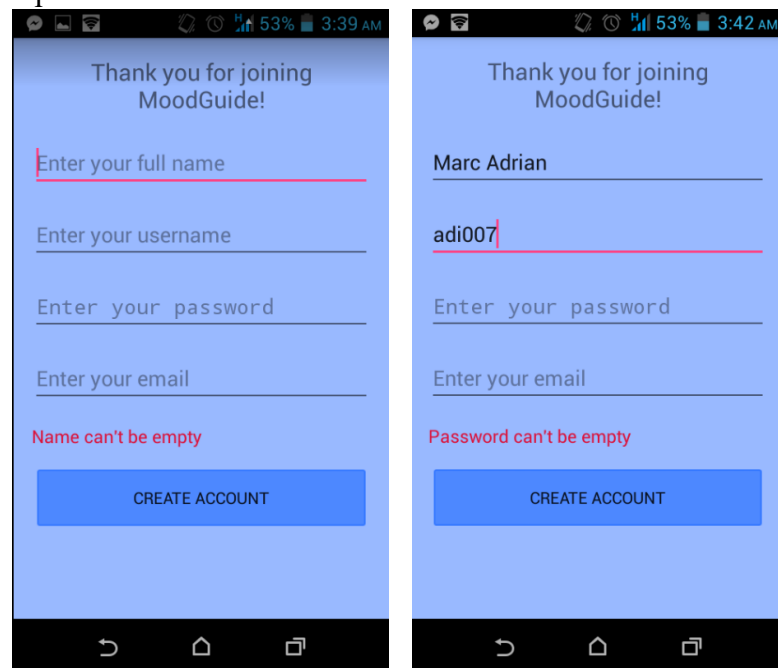 H 53% 3:39 AM
Thank you for joining
MoodGuide!
Enter your full name
Enter your username
Enter your password
Enter your email
Name can't be empty
CREATE ACCOUNT
H 53% 3:42 AM
Thank you for joining
MoodGuide!
Marc Adrian
adi007
Enter your password
Enter your email
Password can't be empty
CREATE ACCOUNT